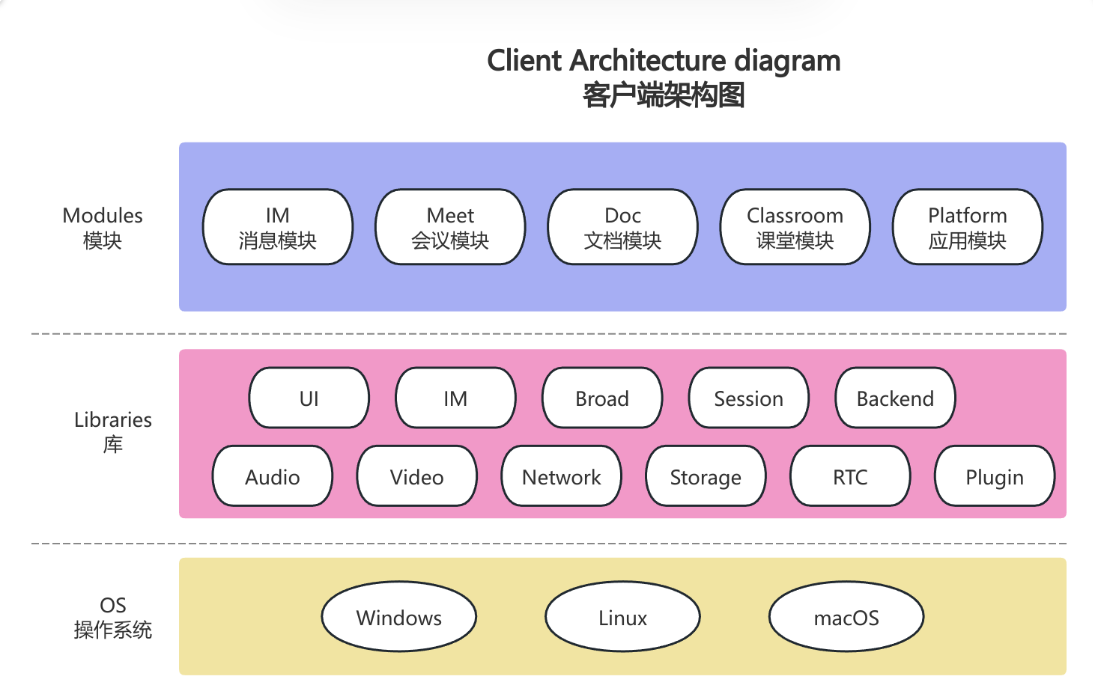 Client Architecture diagram
客户端架构图
Modules
模块
IM
消息模块
Meet
会议模块
Doc
文档模块
Classroom
课堂模块
Platform
应用模块
Libraries
库
UI
IM
Broad
Session
Backend
Audio
Video
Network
Storage
RTC
Plugin
OS
操作系统
Windows
Linux
macOS